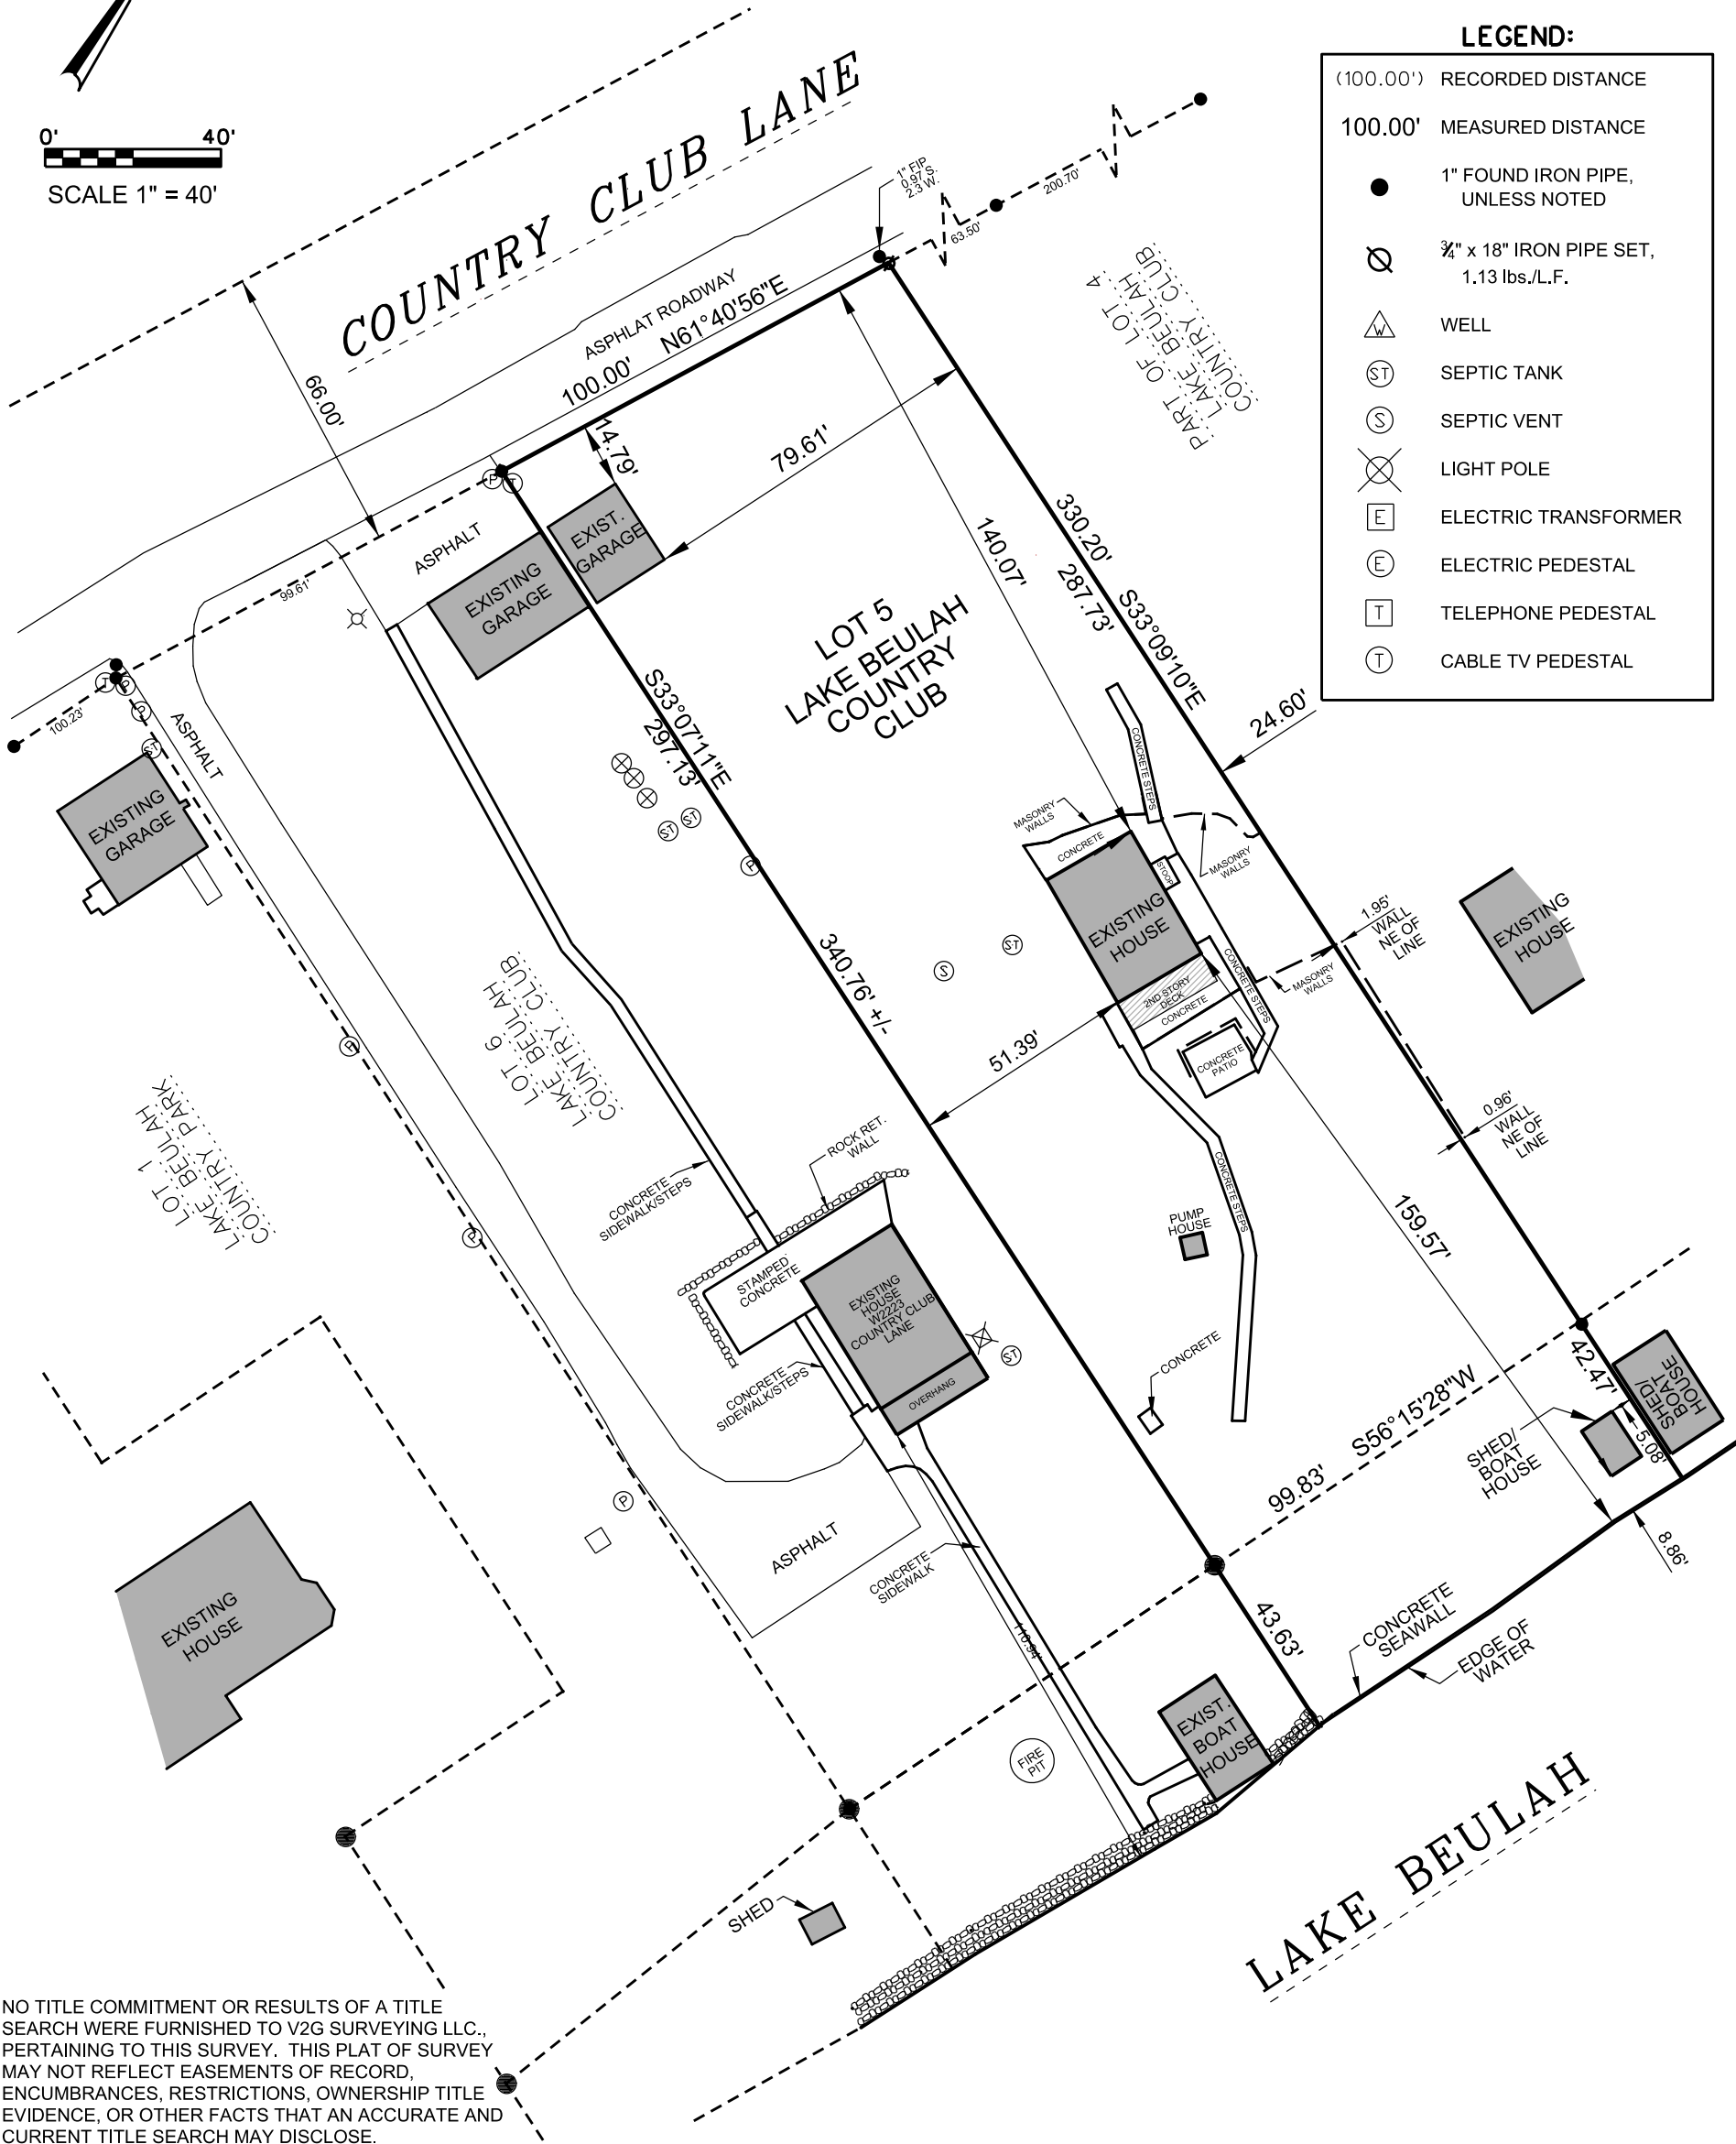 0' 40'
SCALE 1" = 40'
COUNTRY CLUB LANE
LEGEND:
(100.00') RECORDED DISTANCE
100.00' MEASURED DISTANCE
1" FOUND IRON PIPE,
UNLESS NOTED
¾" x 18" IRON PIPE SET,
1.13 lbs./L.F.
W WELL
ST SEPTIC TANK
S SEPTIC VENT
LIGHT POLE
E ELECTRIC TRANSFORMER
E ELECTRIC PEDESTAL
T TELEPHONE PEDESTAL
T CABLE TV PEDESTAL
1" FIP
0.97 S.
2.3 W.
63.50'
200.70'
66.00'
ASPHLAT ROADWAY
100.00' N61°40'56"E
PART OF LOT 4
LAKE BEULAH
COUNTRY CLUB
14.79'
79.61'
P
T
ASPHALT
EXIST.
GARAGE
EXISTING
GARAGE
99.61'
100.23'
T
P
P
ST
ASPHALT
EXISTING
GARAGE
140.07'
330.20'
287.73'
S33°09'10"E
LOT 5
LAKE BEULAH
COUNTRY
CLUB
S33°07'11"E
297.13'
340.76' +/-
24.60'
ST
ST
P
CONCRETE STEPS
MASONRY
WALLS
CONCRETE
STOOP
MASONRY
WALLS
EXISTING
HOUSE
2ND STORY
DECK
CONCRETE
CONCRETE STEPS
MASONRY
WALLS
CONCRETE
PATIO
1.95'
WALL
NE OF
LINE
EXISTING
HOUSE
0.96'
WALL
NE OF
LINE
S
ST
51.39'
LOT 6
LAKE BEULAH
COUNTRY CLUB
P
LOT 1
LAKE BEULAH
COUNTRY PARK
P
CONCRETE
SIDEWALK/STEPS
ROCK RET.
WALL
STAMPED
CONCRETE
EXISTING
HOUSE
W2223
COUNTRY CLUB
LANE
OVERHANG
ST
CONCRETE
SIDEWALK/STEPS
PUMP
HOUSE
CONCRETE STEPS
CONCRETE
159.57'
42.47'
S56°15'28"W
99.83'
SHED/
BOAT
HOUSE
SHED/
BOAT
HOUSE
5.08'
8.86'
43.63'
CONCRETE
SEAWALL
EDGE OF
WATER
P
ASPHALT
CONCRETE
SIDEWALK
110.94'
EXISTING
HOUSE
FIRE
PIT
EXIST.
BOAT
HOUSE
SHED
LAKE BEULAH
NO TITLE COMMITMENT OR RESULTS OF A TITLE
SEARCH WERE FURNISHED TO V2G SURVEYING LLC.,
PERTAINING TO THIS SURVEY. THIS PLAT OF SURVEY
MAY NOT REFLECT EASEMENTS OF RECORD,
ENCUMBRANCES, RESTRICTIONS, OWNERSHIP TITLE
EVIDENCE, OR OTHER FACTS THAT AN ACCURATE AND
CURRENT TITLE SEARCH MAY DISCLOSE.